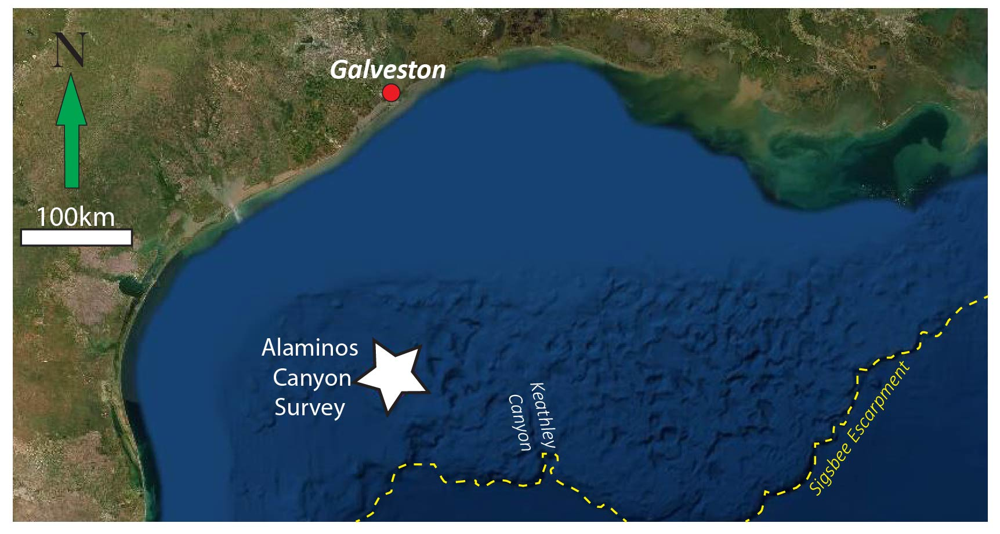 N
Galveston
100km
Alaminos
Canyon
Survey
Keathley
Canyon
Sigsbee Escarpment